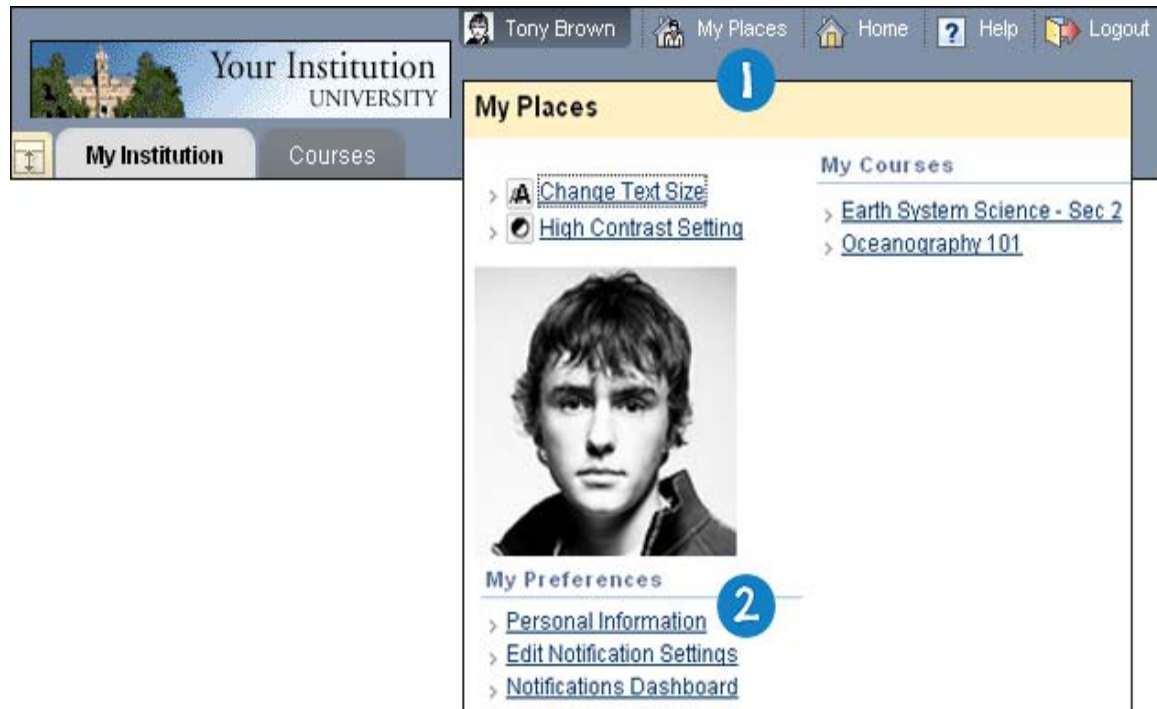 Tony Brown My Places Home Help Logout
Your Institution
UNIVERSITY
1
My Places
My Institution Courses
Change Text Size
High Contrast Setting
My Courses
Earth System Science - Sec 2
Oceanography 101
My Preferences
2
Personal Information
Edit Notification Settings
Notifications Dashboard